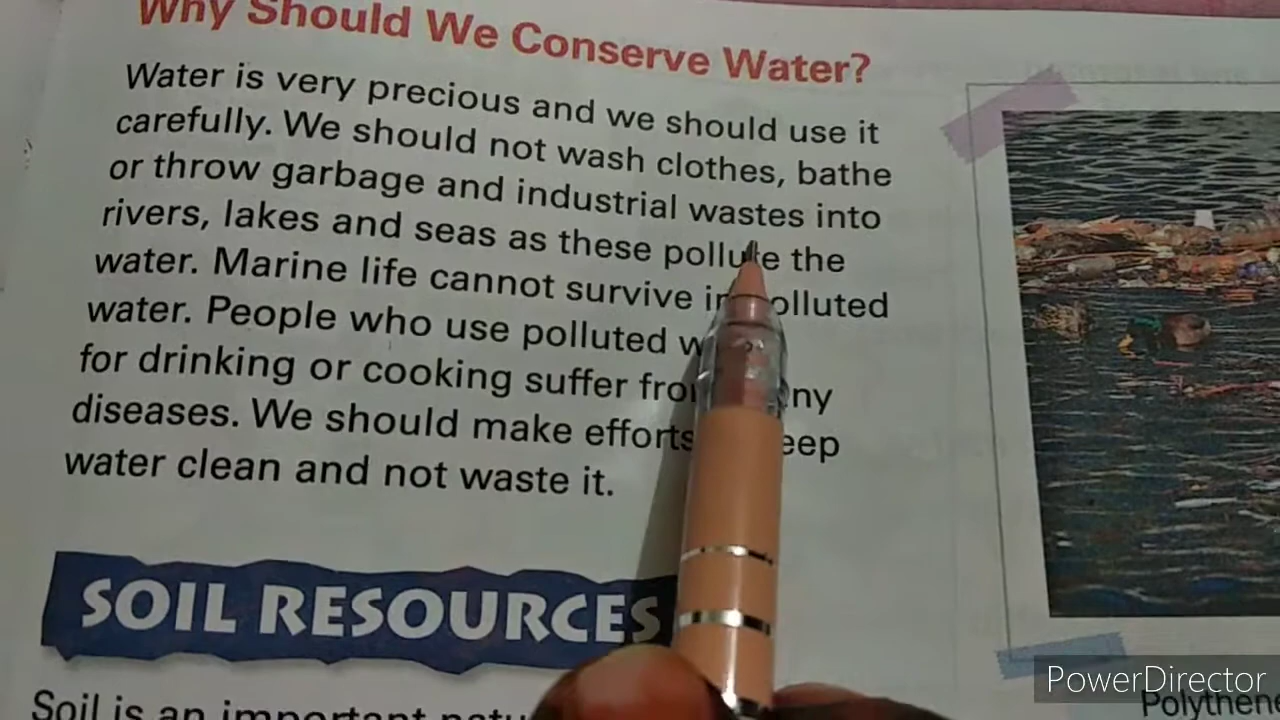 Why Should We Conserve Water?
Water is very precious and we should use it
carefully. We should not wash clothes, bathe
or throw garbage and industrial wastes into
rivers, lakes and seas as these pollute the
water. Marine life cannot survive in polluted
water. People who use polluted
for drinking or cooking suffer
diseases. We should make efforts
water clean and not waste it.
SOIL RESOURCES
Soil is an important
PowerDirector